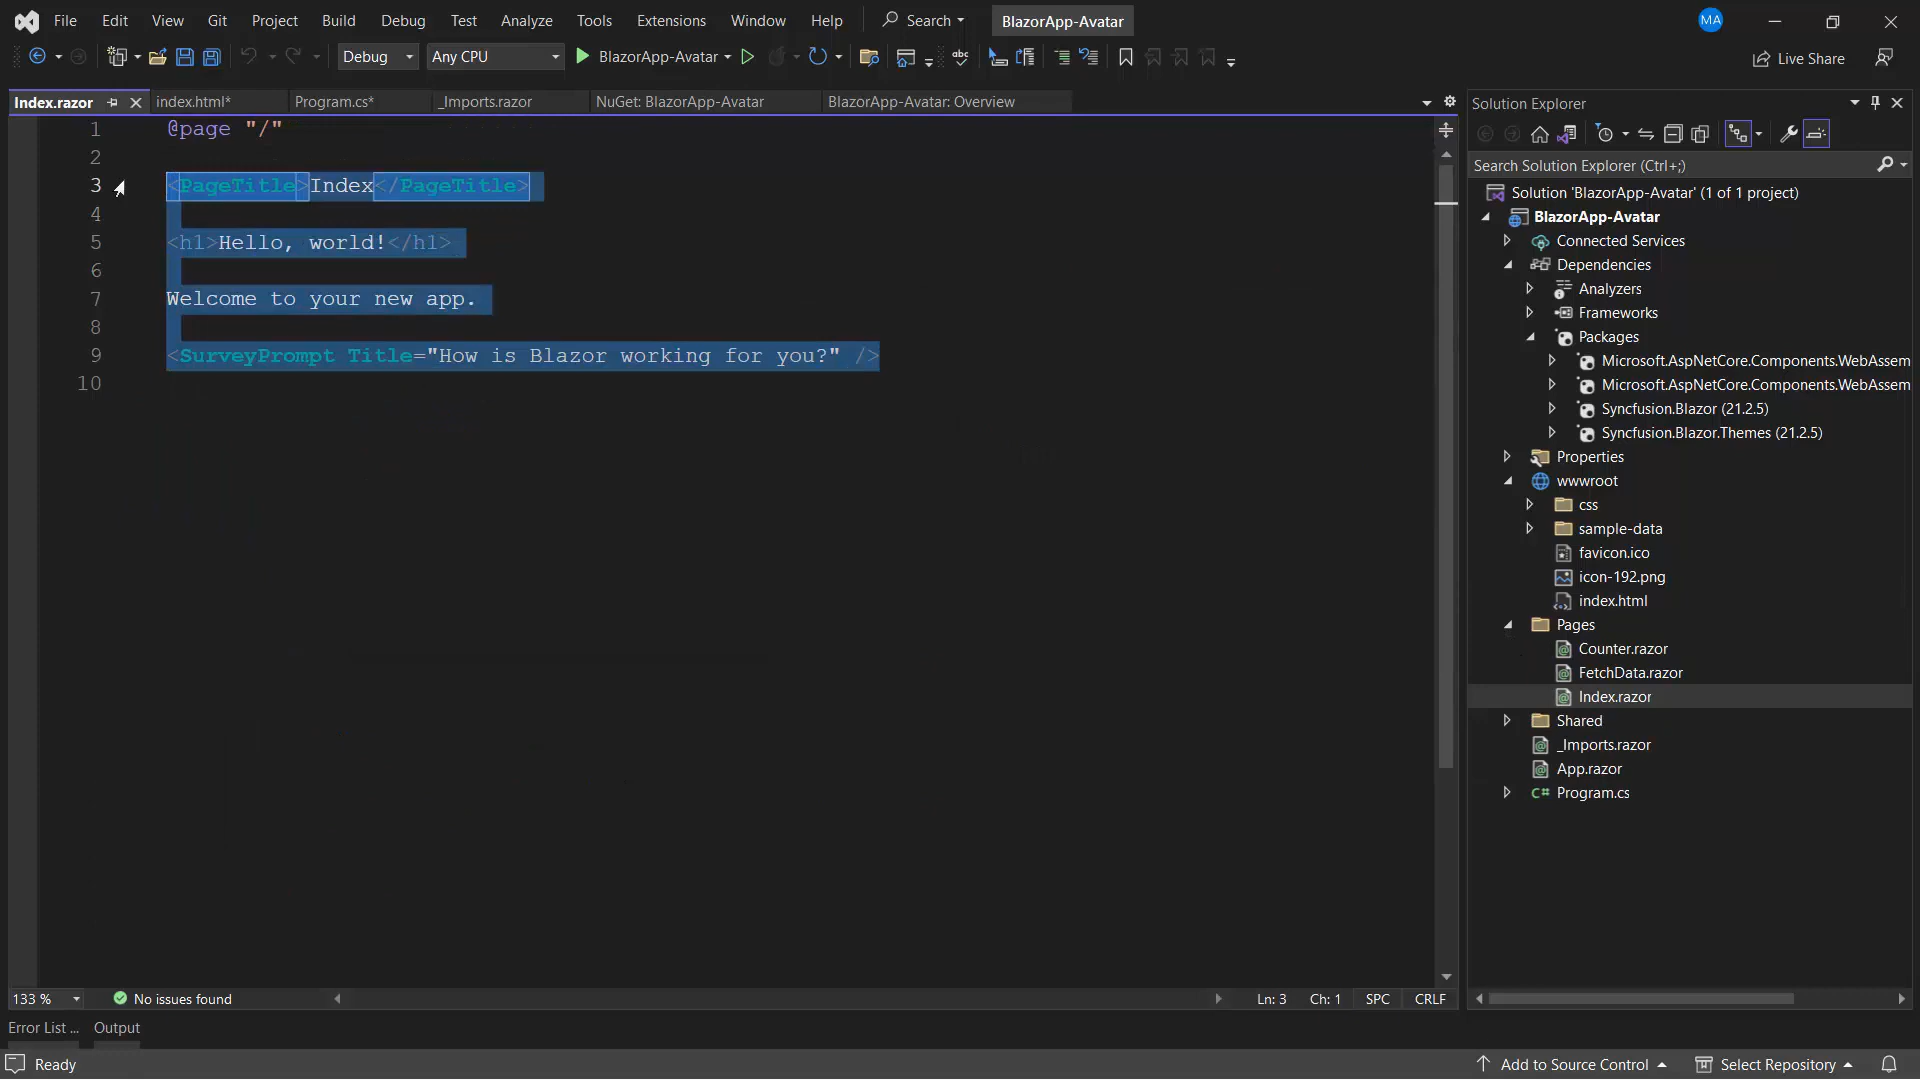 File Edit View Git Project Build Debug Test Analyze Tools Extensions Window Help Search BlazorApp-Avatar MA
Debug Any CPU BlazorApp-Avatar Live Share
Index.razor index.html* Program.cs* _Imports.razor NuGet: BlazorApp-Avatar BlazorApp-Avatar: Overview
1 @page "/"
2
3 <PageTitle>Index</PageTitle>
4
5 <h1>Hello, world!</h1>
6
7 Welcome to your new app.
8
9 <SurveyPrompt Title="How is Blazor working for you?" />
10
133 % No issues found Ln: 3 Ch: 1 SPC CRLF
Solution Explorer
Search Solution Explorer (Ctrl+;)
Solution 'BlazorApp-Avatar' (1 of 1 project)
BlazorApp-Avatar
Connected Services
Dependencies
Analyzers
Frameworks
Packages
Microsoft.AspNetCore.Components.WebAssem
Microsoft.AspNetCore.Components.WebAssem
Syncfusion.Blazor (21.2.5)
Syncfusion.Blazor.Themes (21.2.5)
Properties
wwwroot
css
sample-data
favicon.ico
icon-192.png
index.html
Pages
Counter.razor
FetchData.razor
Index.razor
Shared
_Imports.razor
App.razor
C# Program.cs
Error List ... Output
Ready Add to Source Control Select Repository